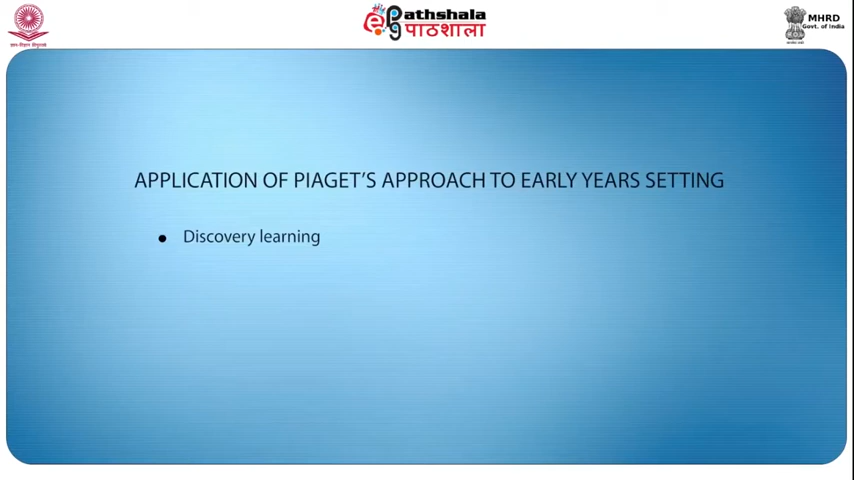 ePathshala
पाठशाला
MHRD
Govt. of India
APPLICATION OF PIAGET'S APPROACH TO EARLY YEARS SETTING
• Discovery learning